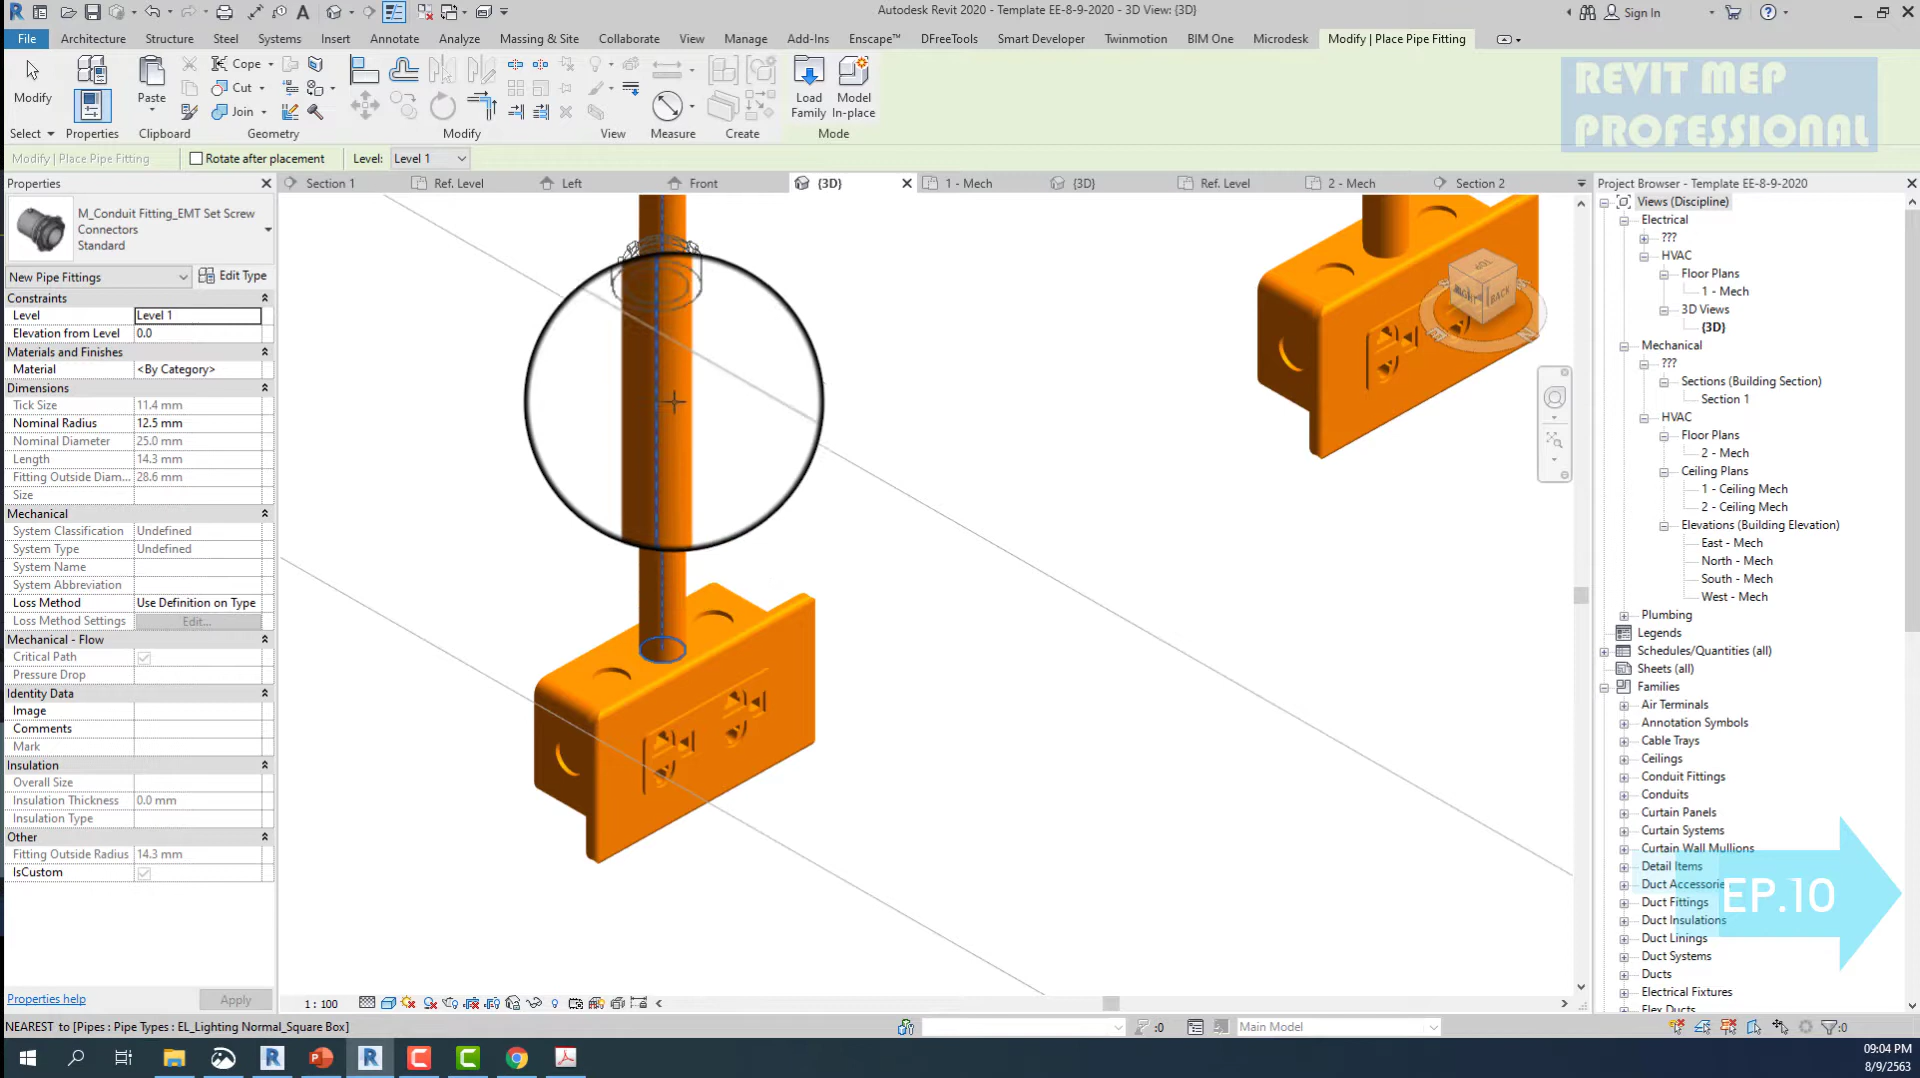 Autodesk Revit 2020 - Template EE-8-9-2020 - 3D View: {3D}
Sign In
File Architecture Structure Steel Systems Insert Annotate Analyze Massing & Site Collaborate View Manage Add-Ins Enscape™ DFreeTools Smart Developer Twinmotion BIM One Microdesk Modify | Place Pipe Fitting
Modify
Select
Properties
Paste
Clipboard
Cope
Cut
Join
Geometry
Modify
View
Measure
Create
Load Family
Model In-place
Mode
REVIT MEP
PROFESSIONAL
Modify | Place Pipe Fitting
Rotate after placement
Level: Level 1
Properties
M_Conduit Fitting_EMT Set Screw
Connectors
Standard
New Pipe Fittings
Edit Type
Constraints
Level Level 1
Elevation from Level 0.0
Materials and Finishes
Material <By Category>
Dimensions
Tick Size 11.4 mm
Nominal Radius 12.5 mm
Nominal Diameter 25.0 mm
Length 14.3 mm
Fitting Outside Diam... 28.6 mm
Size
Mechanical
System Classification Undefined
System Type Undefined
System Name
System Abbreviation
Loss Method Use Definition on Type
Loss Method Settings Edit...
Mechanical - Flow
Critical Path
Pressure Drop
Identity Data
Image
Comments
Mark
Insulation
Overall Size
Insulation Thickness 0.0 mm
Insulation Type
Other
Fitting Outside Radius 14.3 mm
IsCustom
Properties help
Apply
Section 1 Ref. Level Left Front {3D} 1 - Mech {3D} Ref. Level 2 - Mech Section 2
TOP
RIGHT
BACK
1 : 100
Project Browser - Template EE-8-9-2020
Views (Discipline)
Electrical
???
HVAC
Floor Plans
1 - Mech
3D Views
{3D}
Mechanical
???
Sections (Building Section)
Section 1
HVAC
Floor Plans
2 - Mech
Ceiling Plans
1 - Ceiling Mech
2 - Ceiling Mech
Elevations (Building Elevation)
East - Mech
North - Mech
South - Mech
West - Mech
Plumbing
Legends
Schedules/Quantities (all)
Sheets (all)
Families
Air Terminals
Annotation Symbols
Cable Trays
Ceilings
Conduit Fittings
Conduits
Curtain Panels
Curtain Systems
Curtain Wall Mullions
Detail Items
Duct Accessorie
EP.10
Duct Fittings
Duct Insulations
Duct Linings
Duct Systems
Ducts
Electrical Fixtures
Flex Ducts
NEAREST to [Pipes : Pipe Types : EL_Lighting Normal_Square Box]
:0
Main Model
:0
09:04 PM
8/9/2563